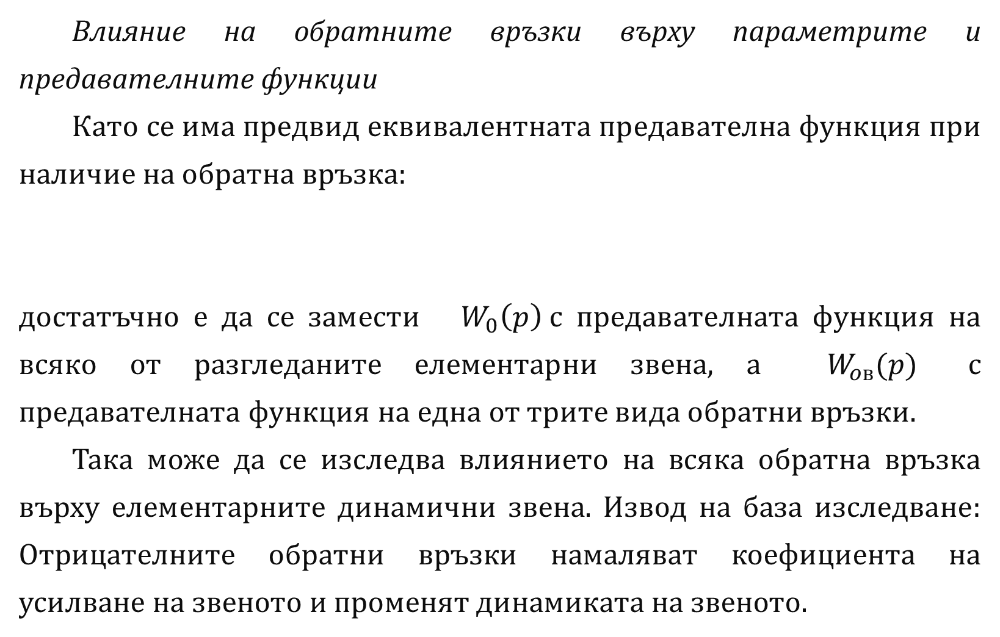 Влияние на обратните връзки върху параметрите и
предавателните функции
Като се има предвид еквивалентната предавателна функция при
наличие на обратна връзка:
достатъчно е да се замести W₀(p) с предавателната функция на
всяко от разгледаните елементарни звена, а Wₒв(p) с
предавателната функция на една от трите вида обратни връзки.
Така може да се изследва влиянието на всяка обратна връзка
върху елементарните динамични звена. Извод на база изследване:
Отрицателните обратни връзки намаляват коефициента на
усилване на звеното и променят динамиката на звеното.